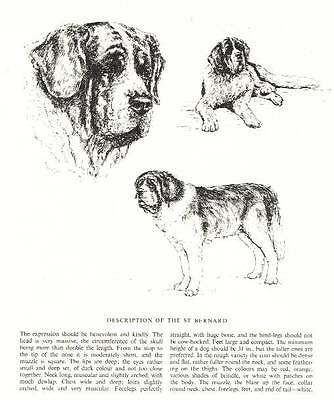 DESCRIPTION OF THE ST BERNARD
The expression should be benevolent and kindly. The
head is very massive, the circumference of the skull
being more than double the length. From the stop to
the tip of the nose it is moderately short, and the
muzzle is square. The lips are deep; the eyes rather
small and deep set, of dark colour and not too close
together. Neck long, muscular and slightly arched, with
much dewlap. Chest wide and deep; loins slightly
arched, wide and very muscular. Forelegs perfectly
straight, with huge bone, and the hind-legs should not
be cow-hocked. Feet large and compact. The minimum
height of a dog should be 31 in., but the taller ones are
preferred. In the rough variety the coat should be dense
and flat, rather fuller round the neck, and some feather-
ing on the thighs. The colours may be red, orange,
various shades of brindle, or white with patches on
the body. The muzzle, the blaze up the face, collar
round neck, chest, forelegs, feet, and end of tail—white.